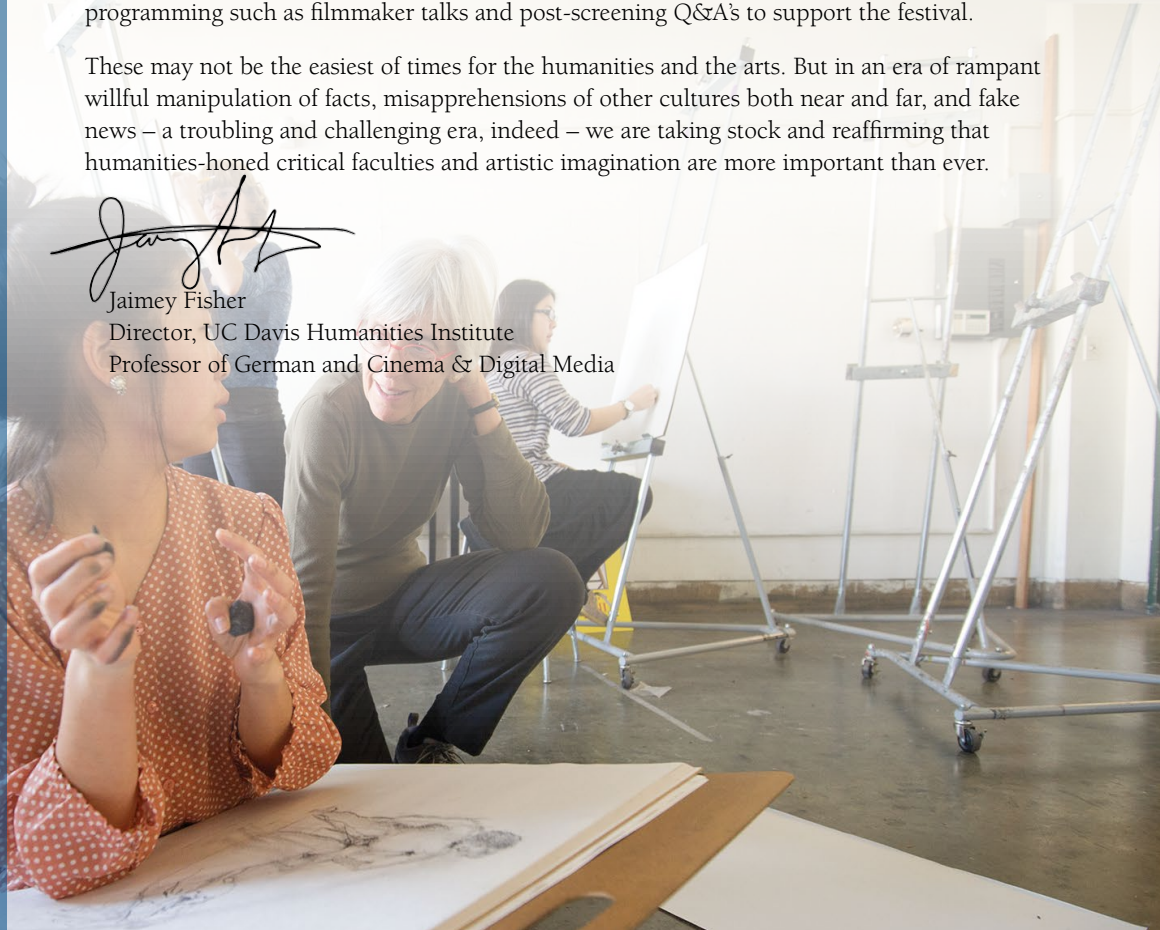 programming such as filmmaker talks and post-screening Q&A's to support the festival.
These may not be the easiest of times for the humanities and the arts. But in an era of rampant
willful manipulation of facts, misapprehensions of other cultures both near and far, and fake
news – a troubling and challenging era, indeed – we are taking stock and reaffirming that
humanities-honed critical faculties and artistic imagination are more important than ever.
Jaimey Fisher
Director, UC Davis Humanities Institute
Professor of German and Cinema & Digital Media